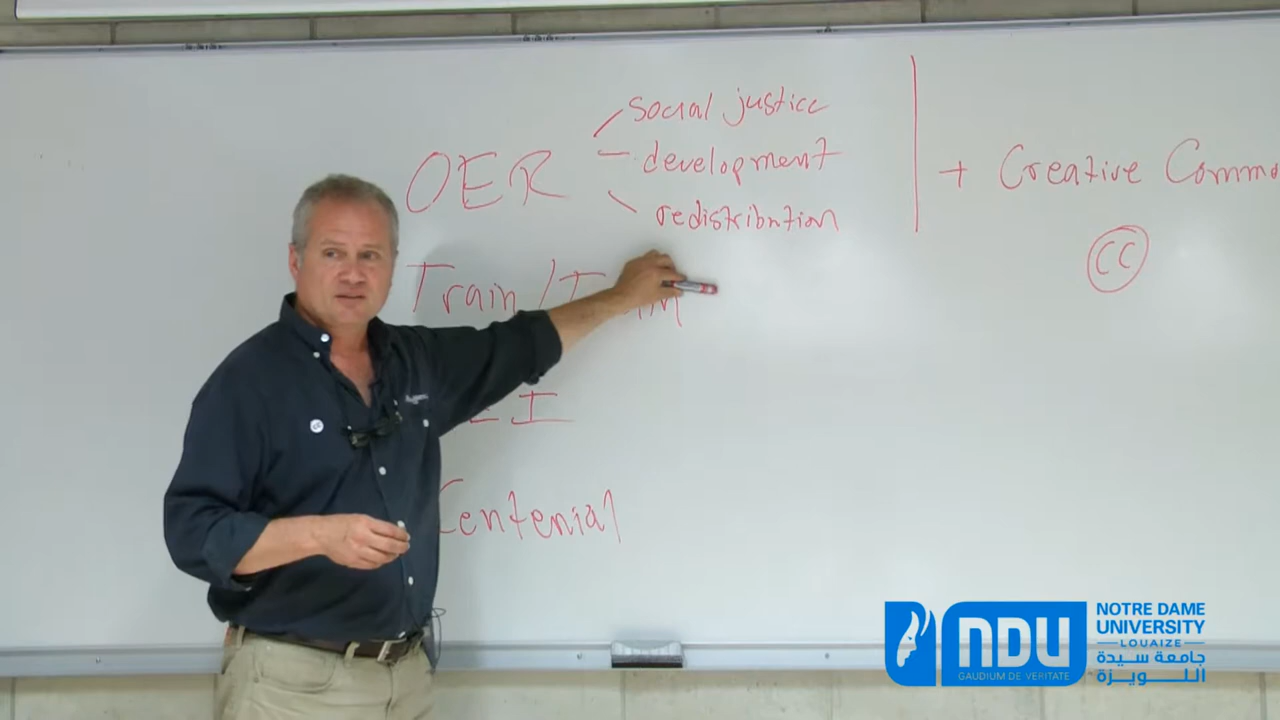 social justice
OER development + Creative Commo
redistribution
CC
Train/
I
Centenial
NDU
GAUDIUM DE VERITATE
NOTRE DAME
UNIVERSITY
LOUAIZE
جامعة سيدة
اللويزة